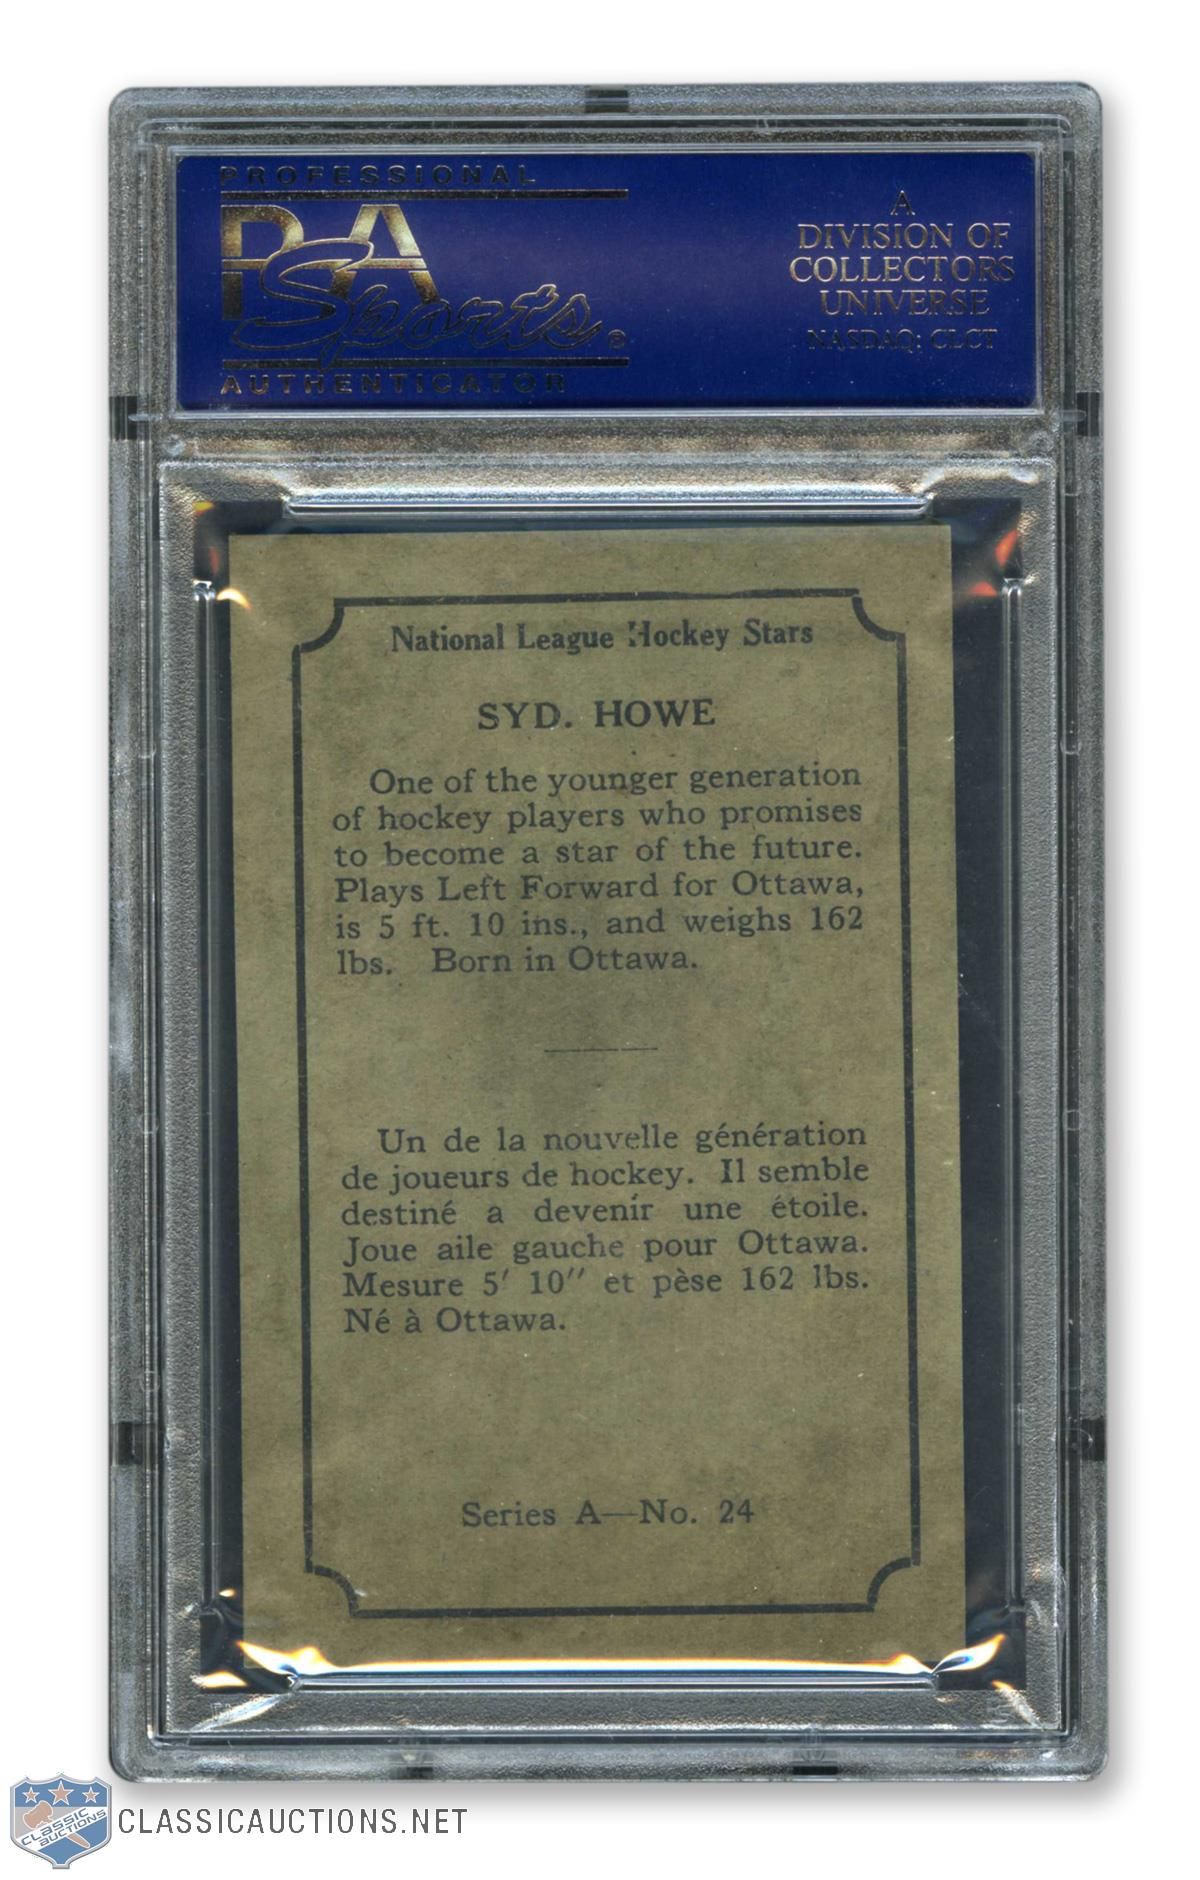 PROFESSIONAL
PSA
Sports®
AUTHENTICATOR
A
DIVISION OF
COLLECTORS
UNIVERSE
NASDAQ: CLCT
National League Hockey Stars
SYD. HOWE
One of the younger generation
of hockey players who promises
to become a star of the future.
Plays Left Forward for Ottawa,
is 5 ft. 10 ins., and weighs 162
lbs. Born in Ottawa.
Un de la nouvelle génération
de joueurs de hockey. Il semble
destiné a devenir une étoile.
Joue aile gauche pour Ottawa.
Mesure 5' 10" et pèse 162 lbs.
Né à Ottawa.
Series A—No. 24
CLASSIC
AUCTIONS
CLASSICAUCTIONS.NET